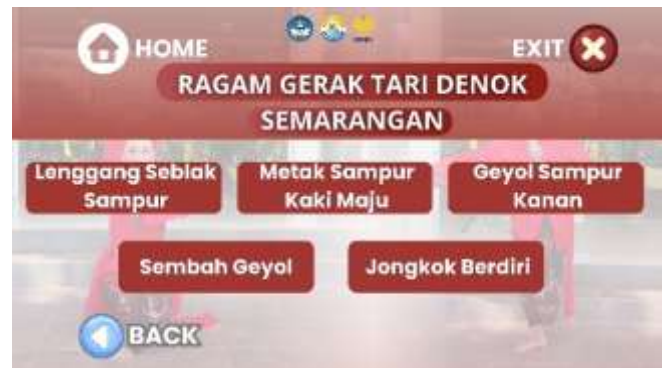 HOME
EXIT
RAGAM GERAK TARI DENOK
SEMARANGAN
Lenggang Seblak
Sampur
Metak Sampur
Kaki Maju
Geyol Sampur
Kanan
Sembah Geyol
Jongkok Berdiri
BACK